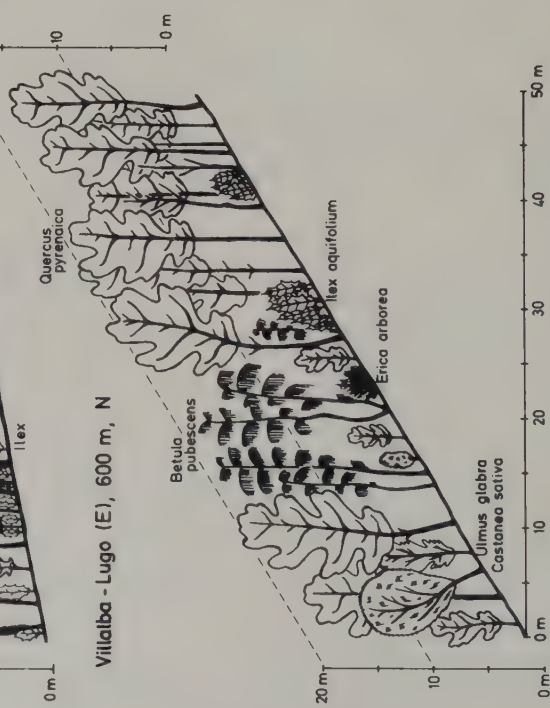 10
0 m
Ilex
0 m
Villalba - Lugo (E), 600 m, N
Quercus
pyrenaica
Betula
pubescens
Ilex aquifolium
Erica arborea
Ulmus glabra
Castanea sativa
20 m
10
0 m
0 m
10
20
30
40
50 m